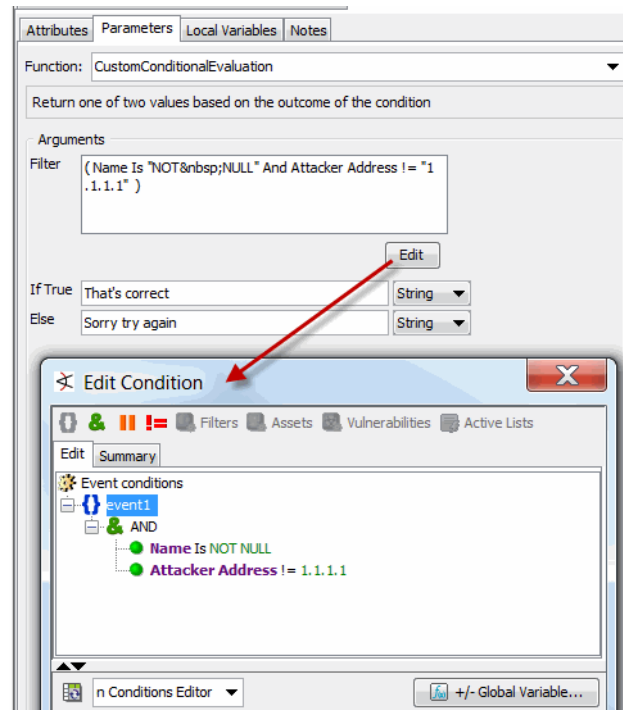 Attributes Parameters Local Variables Notes
Function: CustomConditionalEvaluation
Return one of two values based on the outcome of the condition
Arguments
Filter ( Name Is "NOT&nbsp;NULL" And Attacker Address != "1
.1.1.1" )
Edit
If True That's correct String
Else Sorry try again String
Edit Condition
Filters Assets Vulnerabilities Active Lists
Edit Summary
Event conditions
event1
AND
Name Is NOT NULL
Attacker Address != 1.1.1.1
n Conditions Editor +/- Global Variable...